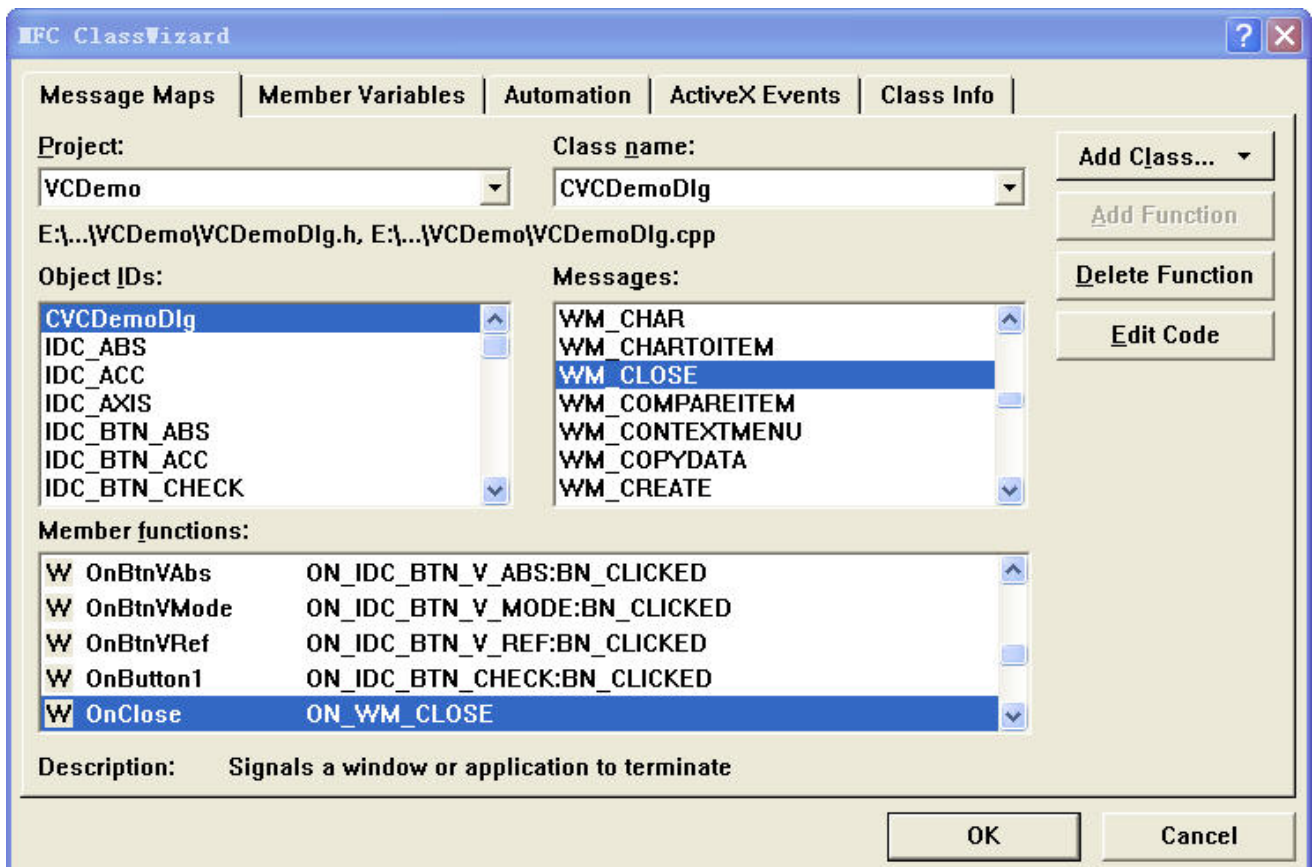 MFC ClassWizard
Message Maps Member Variables Automation ActiveX Events Class Info
Project: Class name:
VCDemo CVCDemoDlg
Add Class...
Add Function
E:\...\VCDemo\VCDemoDlg.h, E:\...\VCDemo\VCDemoDlg.cpp
Object IDs: Messages:
Delete Function
Edit Code
CVCDemoDlg WM_CHAR
IDC_ABS WM_CHARTOITEM
IDC_ACC WM_CLOSE
IDC_AXIS WM_COMPAREITEM
IDC_BTN_ABS WM_CONTEXTMENU
IDC_BTN_ACC WM_COPYDATA
IDC_BTN_CHECK WM_CREATE
Member functions:
W OnBtnVAbs ON_IDC_BTN_V_ABS:BN_CLICKED
W OnBtnVMode ON_IDC_BTN_V_MODE:BN_CLICKED
W OnBtnVRef ON_IDC_BTN_V_REF:BN_CLICKED
W OnButton1 ON_IDC_BTN_CHECK:BN_CLICKED
W OnClose ON_WM_CLOSE
Description: Signals a window or application to terminate
OK Cancel